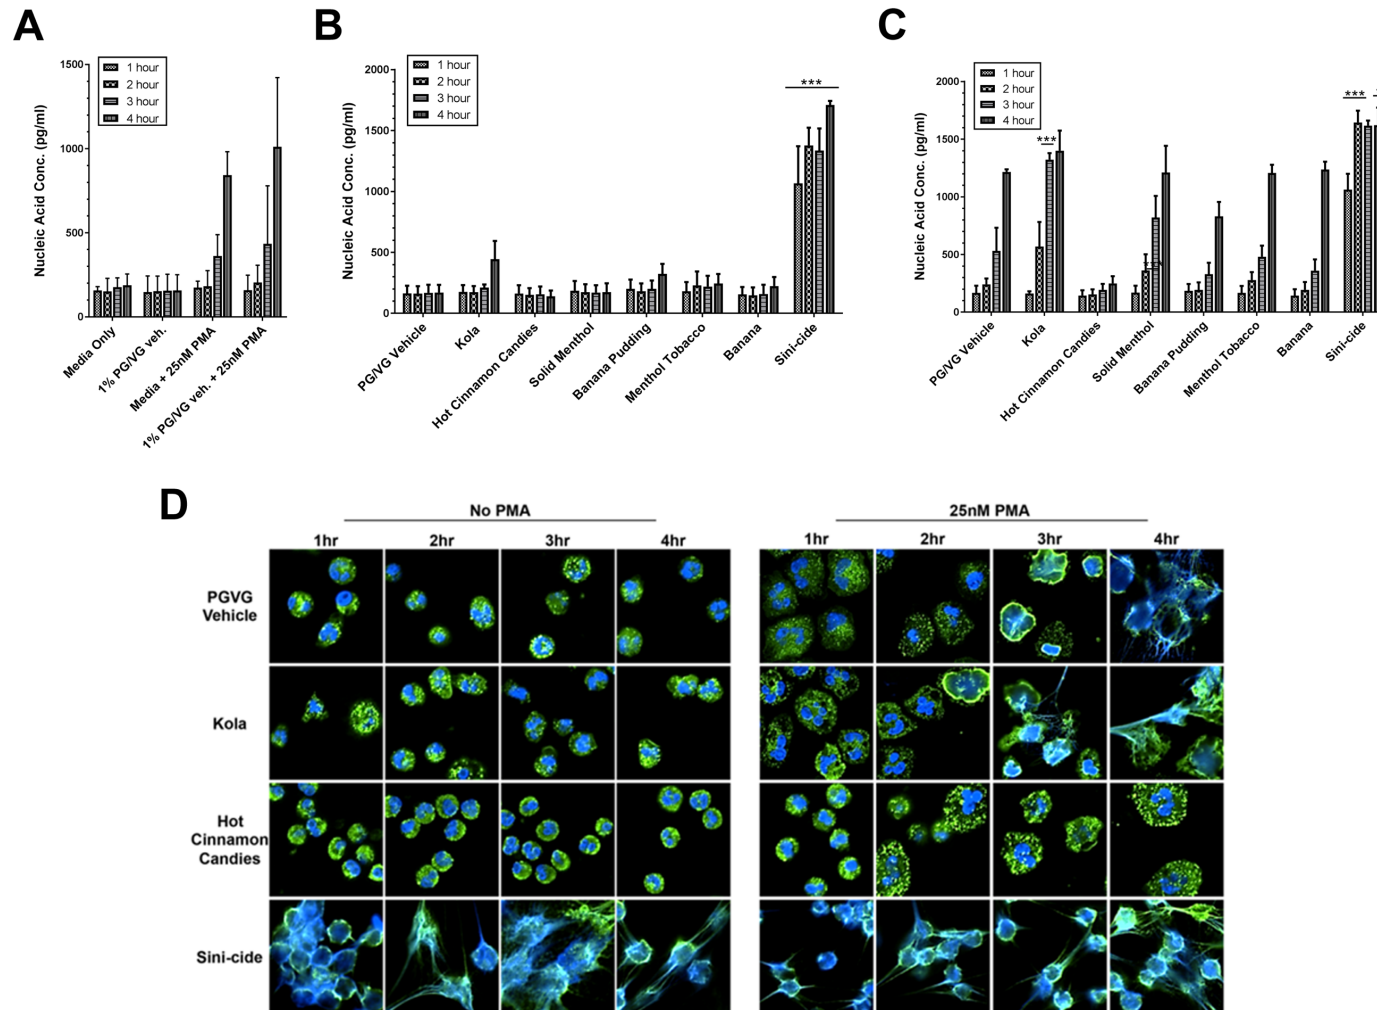 A
B
C
1500
1000
500
0
Nucleic Acid Conc. (pg/ml)
1 hour
2 hour
3 hour
4 hour
Media Only
1% PG/VG veh.
Media + 25nM PMA
1% PG/VG veh. + 25nM PMA
2000
1500
1000
500
0
Nucleic Acid Conc. (pg/ml)
1 hour
2 hour
3 hour
4 hour
***
PG/VG Vehicle
Kola
Hot Cinnamon Candies
Solid Menthol
Banana Pudding
Menthol Tobacco
Banana
Sini-cide
2000
1500
1000
500
0
Nucleic Acid Conc. (pg/ml)
1 hour
2 hour
3 hour
4 hour
***
***
PG/VG Vehicle
Kola
Hot Cinnamon Candies
Solid Menthol
Banana Pudding
Menthol Tobacco
Banana
Sini-cide
D
No PMA
25nM PMA
1hr 2hr 3hr 4hr 1hr 2hr 3hr 4hr
PGVG
Vehicle
Kola
Hot
Cinnamon
Candies
Sini-cide